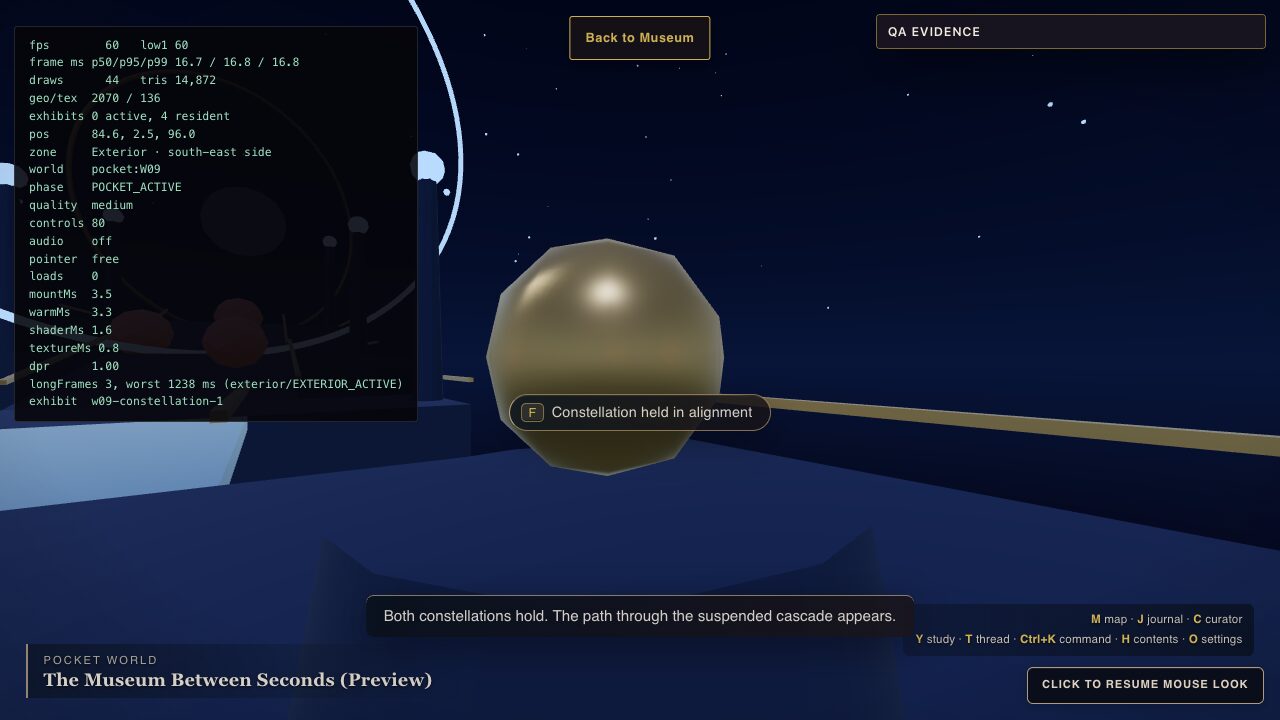 fps 60 low1 60
frame ms p50/p95/p99 16.7 / 16.8 / 16.8
draws 44 tris 14,872
geo/tex 2070 / 136
exhibits 0 active, 4 resident
pos 84.6, 2.5, 96.0
zone Exterior · south-east side
world pocket:W09
phase POCKET_ACTIVE
quality medium
controls 80
audio off
pointer free
loads 0
mountMs 3.5
warmMs 3.3
shaderMs 1.6
textureMs 0.8
dpr 1.00
longFrames 3, worst 1238 ms (exterior/EXTERIOR_ACTIVE)
exhibit w09-constellation-1
Back to Museum
QA EVIDENCE
F Constellation held in alignment
Both constellations hold. The path through the suspended cascade appears.
M map · J journal · C curator
Y study · T thread · Ctrl+K command · H contents · O settings
POCKET WORLD
The Museum Between Seconds (Preview)
CLICK TO RESUME MOUSE LOOK